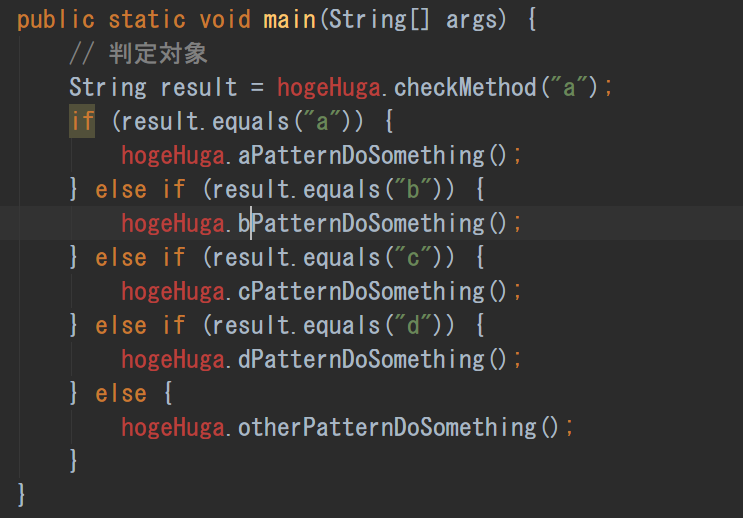 public static void main(String[] args) {
// 判定対象
String result = hogeHuga.checkMethod("a");
if (result.equals("a")) {
hogeHuga.aPatternDoSomething();
} else if (result.equals("b")) {
hogeHuga.bPatternDoSomething();
} else if (result.equals("c")) {
hogeHuga.cPatternDoSomething();
} else if (result.equals("d")) {
hogeHuga.dPatternDoSomething();
} else {
hogeHuga.otherPatternDoSomething();
}
}